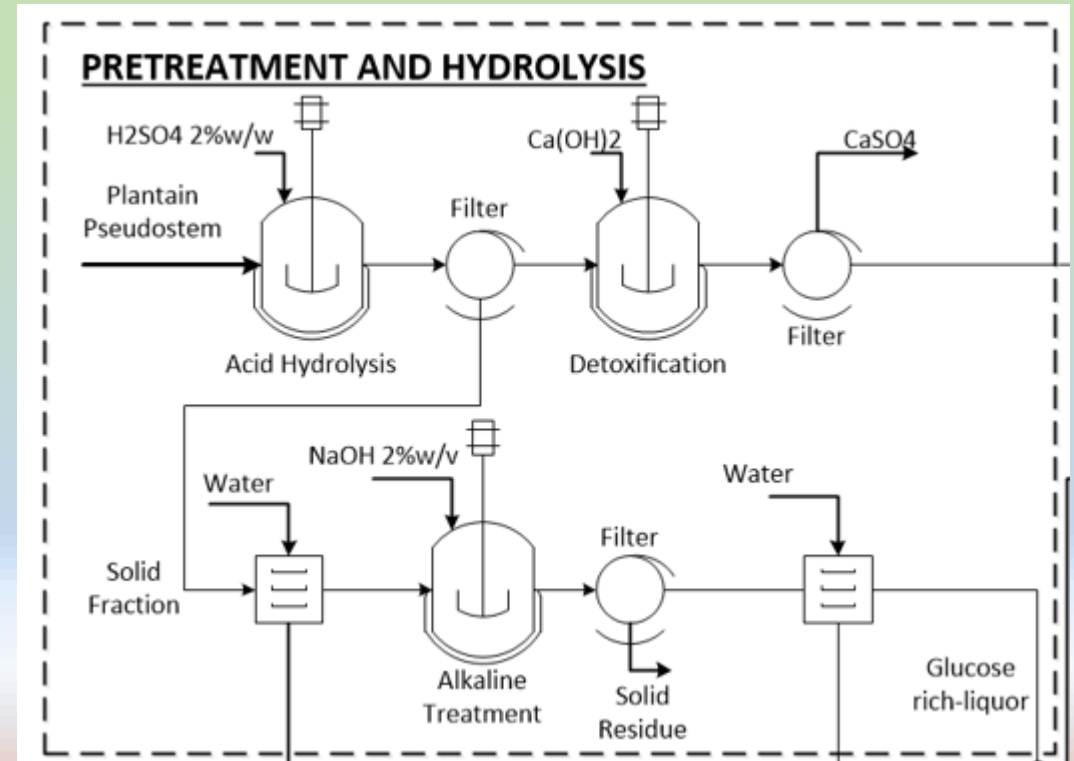 PRETREATMENT AND HYDROLYSIS
H2SO4 2%w/w
Ca(OH)2
CaSO4
Plantain
Pseudostem
Filter
Filter
Acid Hydrolysis
Detoxification
NaOH 2%w/v
Water
Water
Filter
Solid
Fraction
Alkaline
Treatment
Solid
Residue
Glucose
rich-liquor